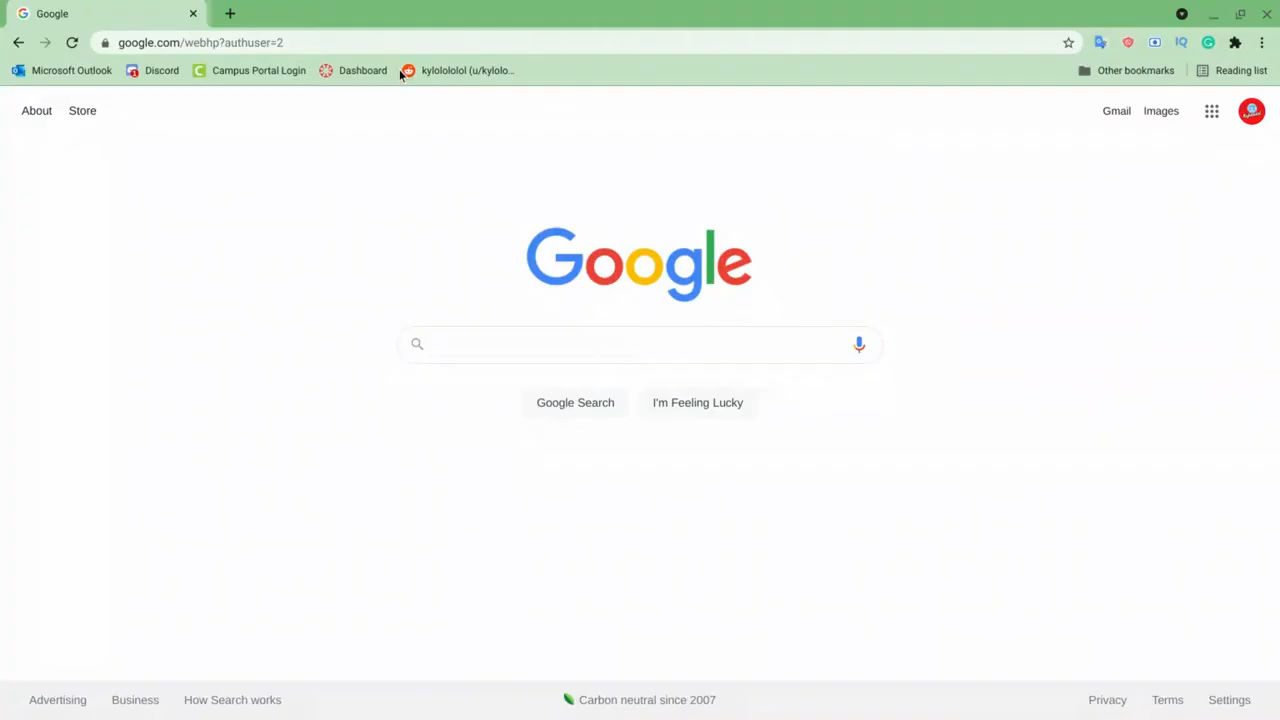 Google
google.com/webhp?authuser=2
Microsoft Outlook Discord Campus Portal Login Dashboard kylolololol (u/kylolo... Other bookmarks Reading list
About Store Gmail Images
Google
Google Search I'm Feeling Lucky
Advertising Business How Search works Carbon neutral since 2007 Privacy Terms Settings